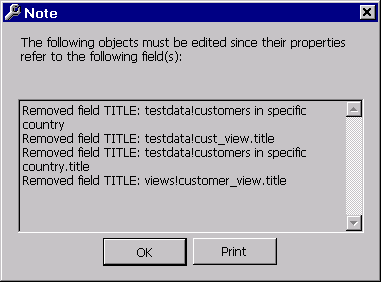 Note
The following objects must be edited since their properties
refer to the following field(s):
Removed field TITLE: testdata!customers in specific
country
Removed field TITLE: testdata!cust_view.title
Removed field TITLE: testdata!customers in specific
country.title
Removed field TITLE: views!customer_view.title
OK
Print